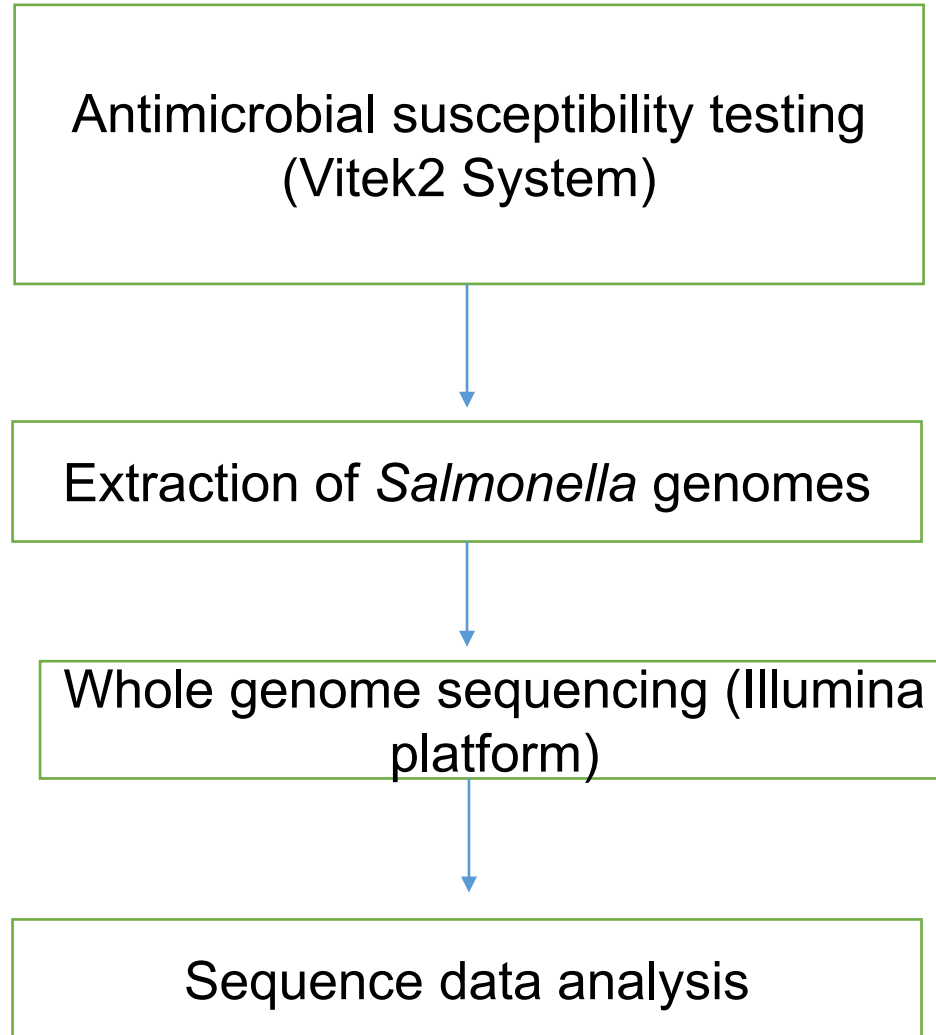 Antimicrobial susceptibility testing
(Vitek2 System)
Extraction of Salmonella genomes
Whole genome sequencing (Illumina
platform)
Sequence data analysis